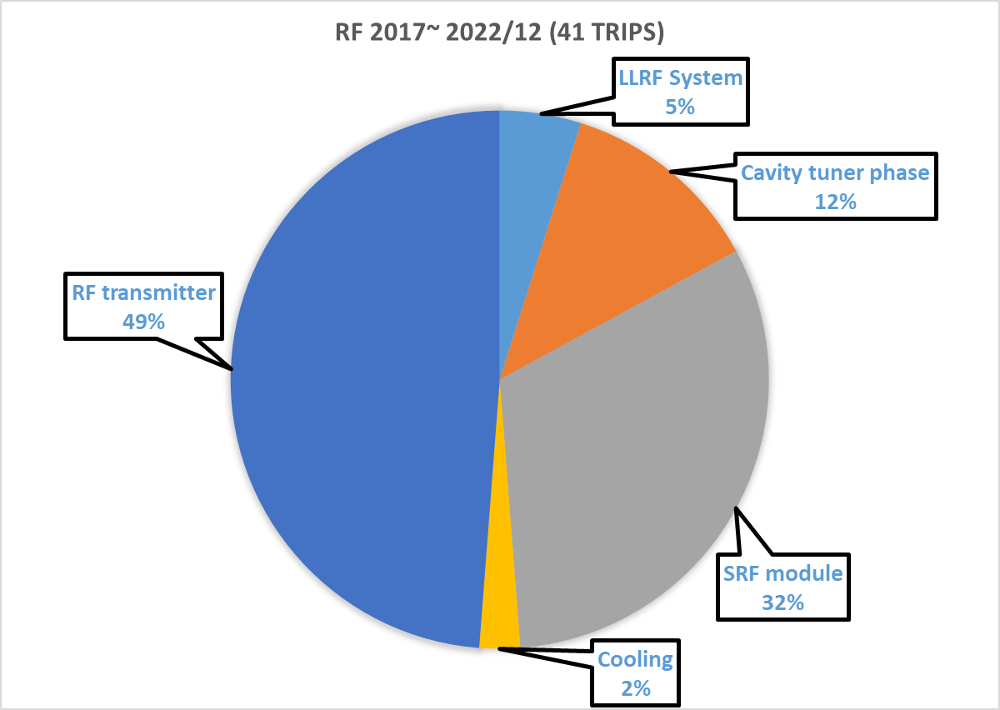 RF 2017~ 2022/12 (41 TRIPS)
LLRF System
5%
Cavity tuner phase
12%
RF transmitter
49%
SRF module
32%
Cooling
2%